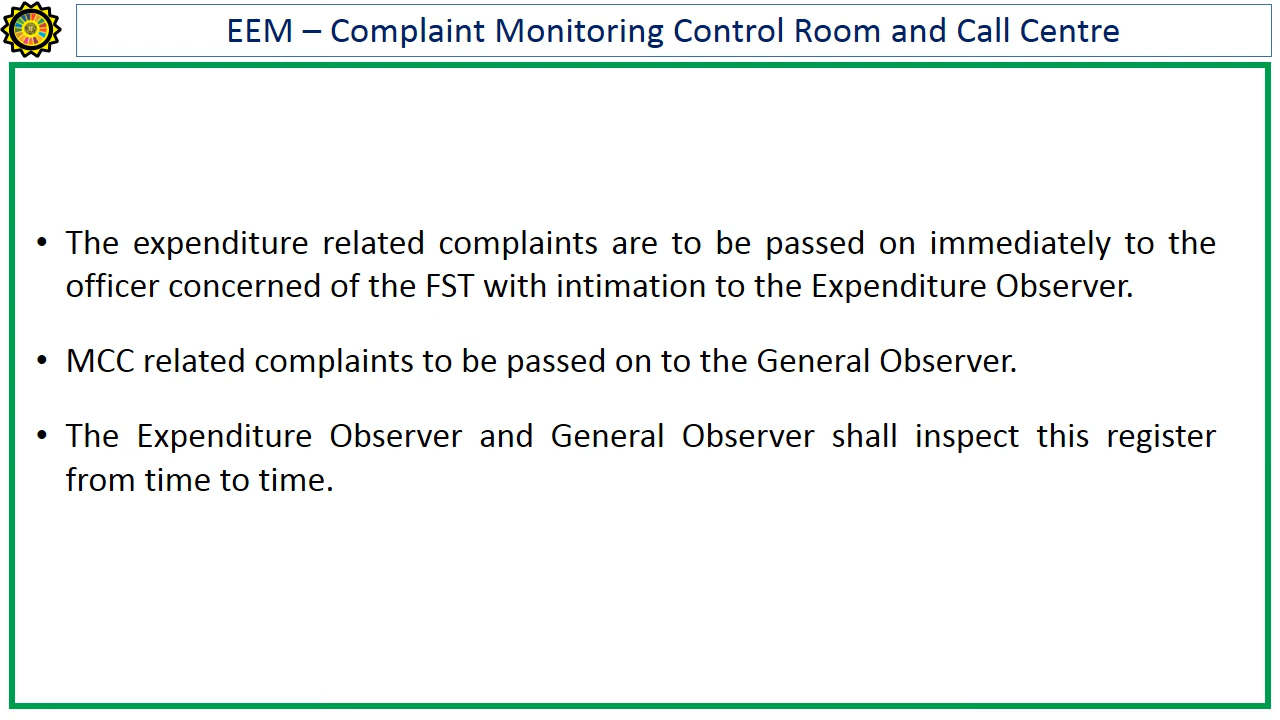 EEM – Complaint Monitoring Control Room and Call Centre
• The expenditure related complaints are to be passed on immediately to the
officer concerned of the FST with intimation to the Expenditure Observer.
• MCC related complaints to be passed on to the General Observer.
• The Expenditure Observer and General Observer shall inspect this register
from time to time.